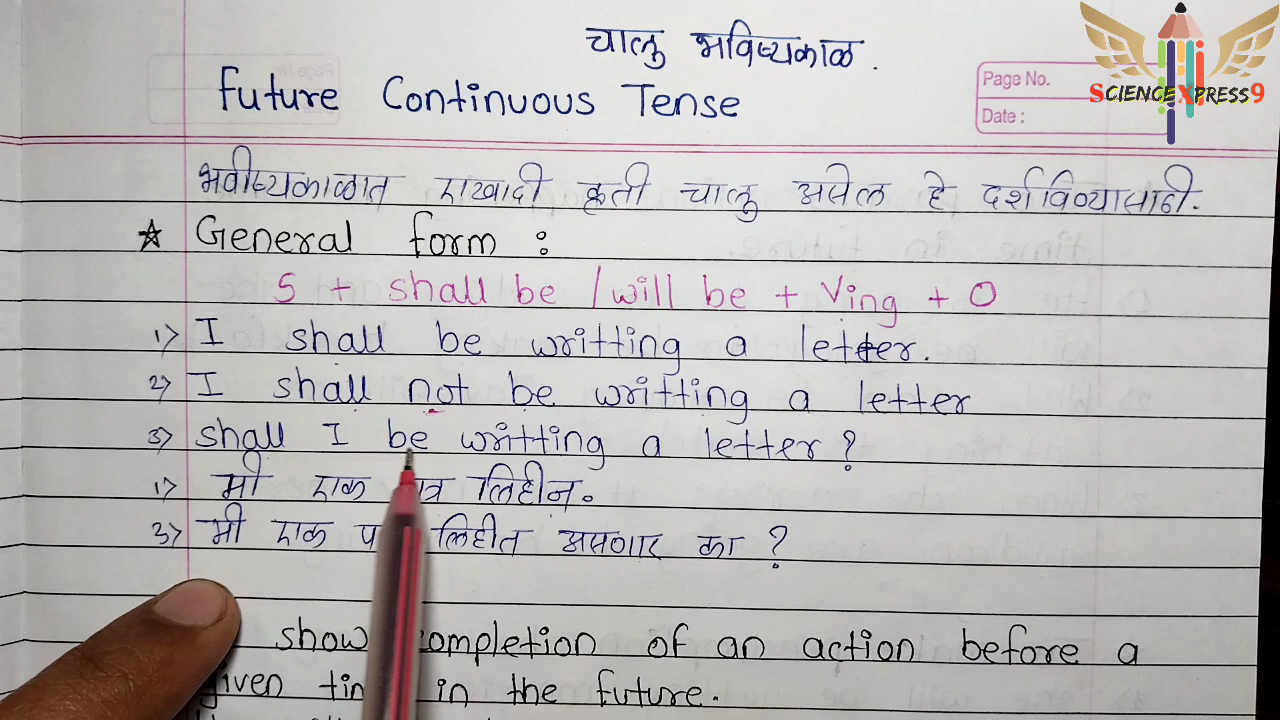 चालु भविष्यकाळ.
Future Continuous Tense
Page No.
Date :
SCIENCEXPRESS9
भवीष्यकाळात एखादी कृती चालु असेल हे दर्शविण्यासाठी.
☆ General form :
S + shall be / will be + Ving + O
1) I shall be writting a letter.
2) I shall not be writting a letter
3) shall I be writting a letter ?
1) मी एक लिहीन.
3) मी एक लिहीत असणार का ?
show completion of an action before a
given in the future.